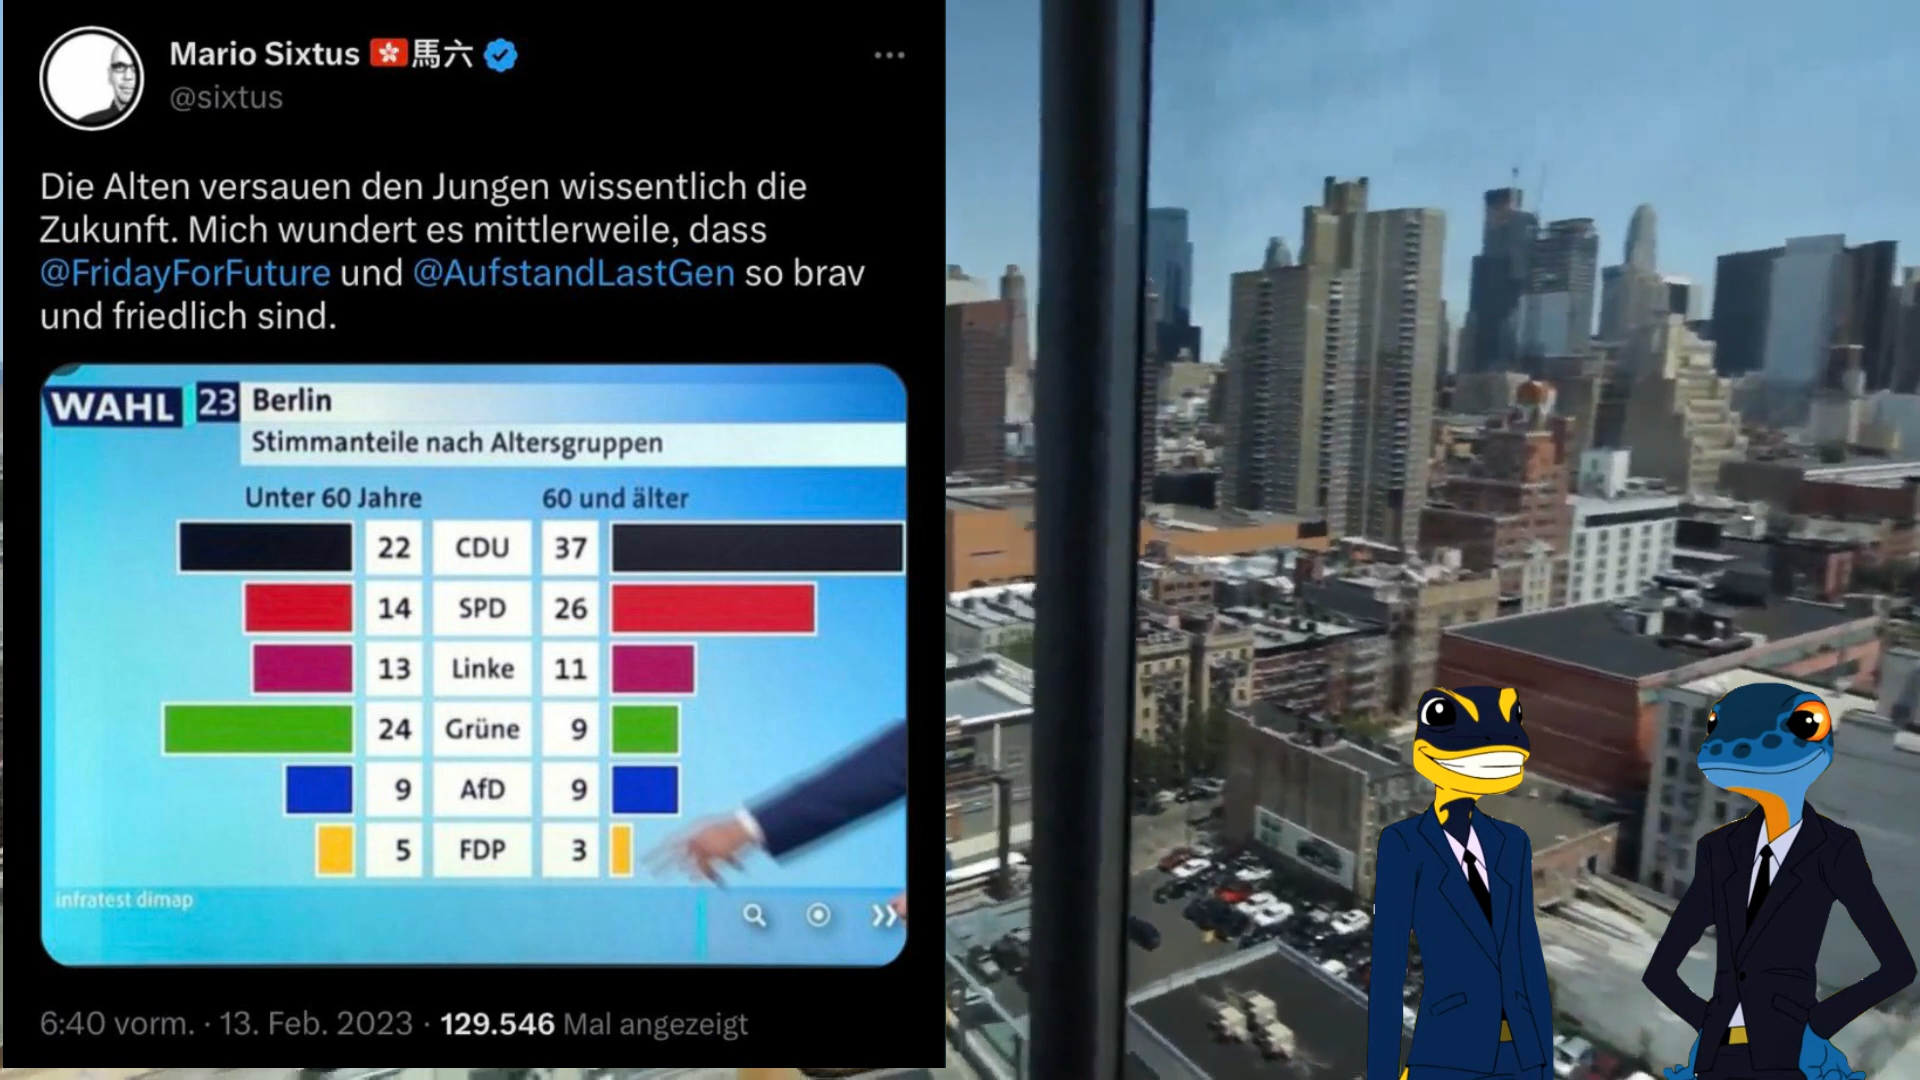 Mario Sixtus 🇭🇰馬六
@sixtus
Die Alten versauen den Jungen wissentlich die
Zukunft. Mich wundert es mittlerweile, dass
@FridayForFuture und @AufstandLastGen so brav
und friedlich sind.
WAHL 23 Berlin
Stimmanteile nach Altersgruppen
Unter 60 Jahre 60 und älter
22 CDU 37
14 SPD 26
13 Linke 11
24 Grüne 9
9 AfD 9
5 FDP 3
infratest dimap
6:40 vorm. · 13. Feb. 2023 · 129.546 Mal angezeigt